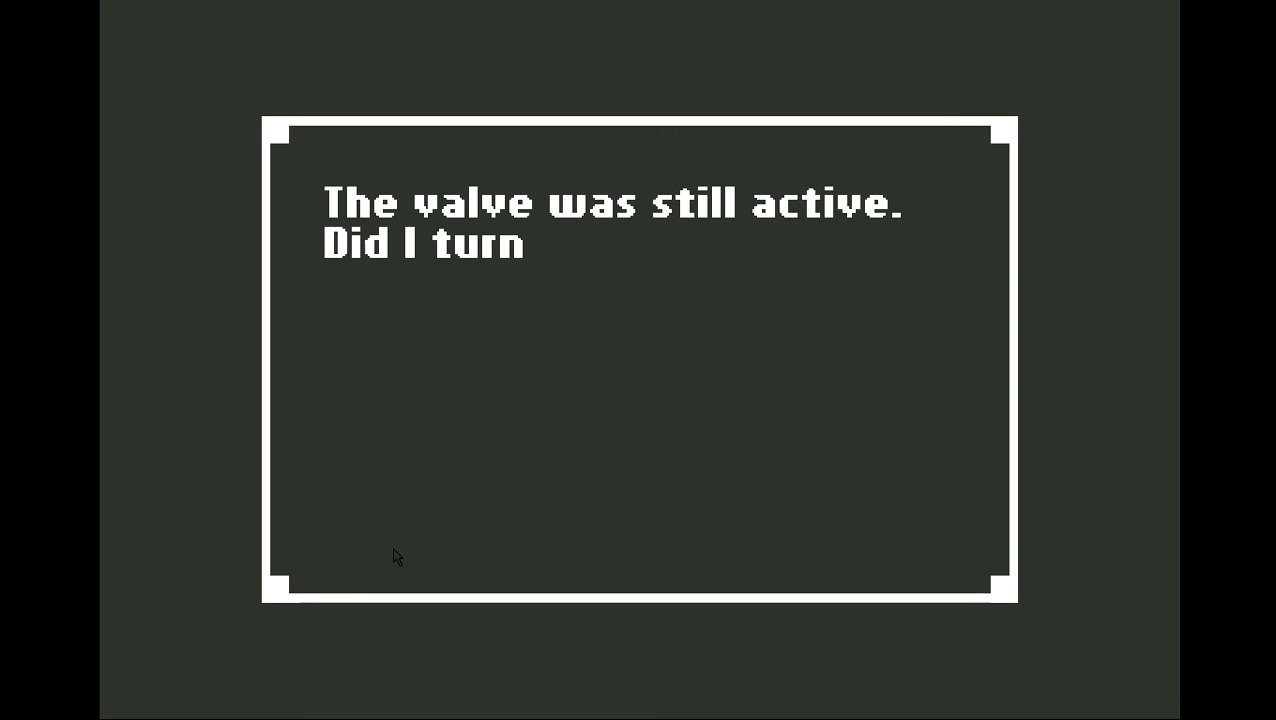 The valve was still active.
Did I turn